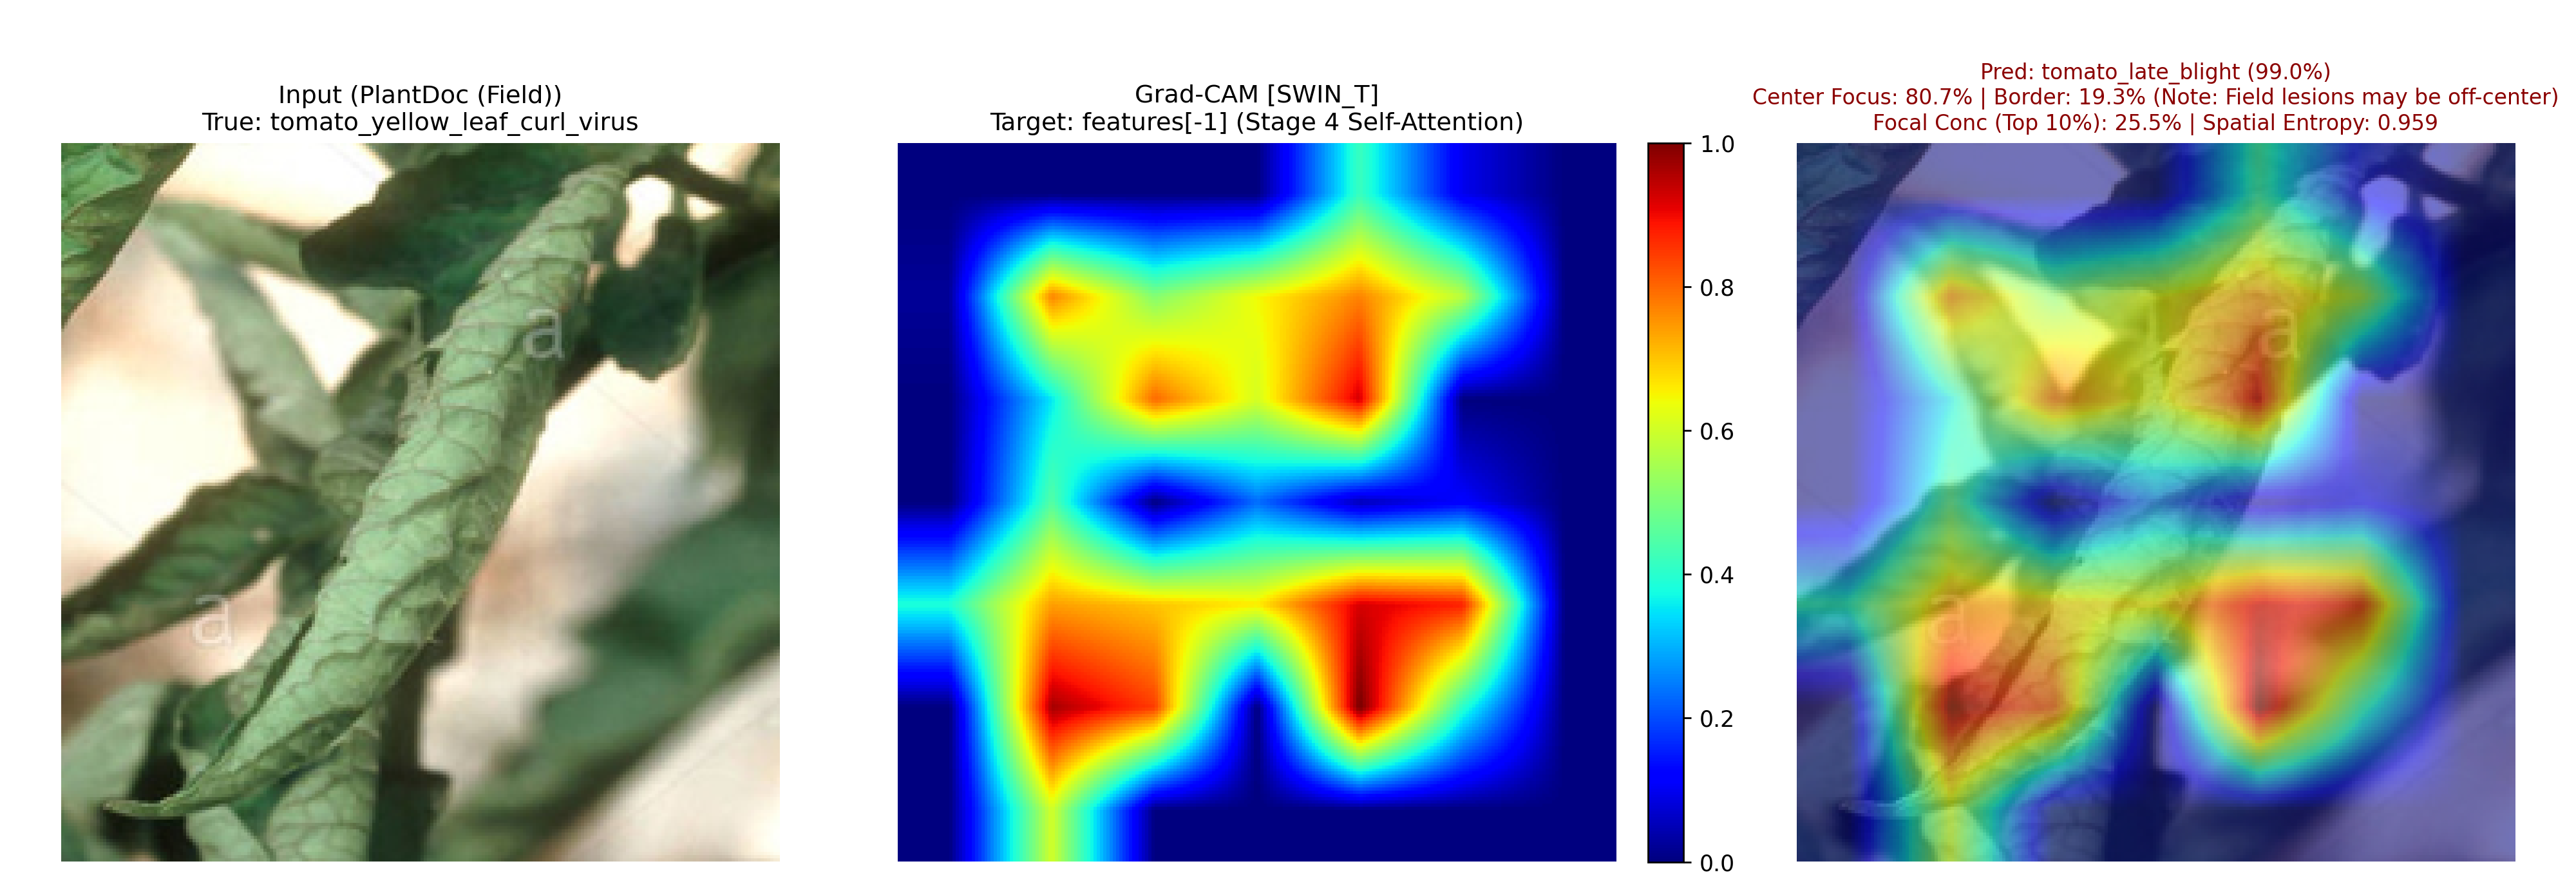 Input (PlantDoc (Field))
True: tomato_yellow_leaf_curl_virus
a
a
Grad-CAM [SWIN_T]
Target: features[-1] (Stage 4 Self-Attention)
1.0
0.8
0.6
0.4
0.2
0.0
Pred: tomato_late_blight (99.0%)
Center Focus: 80.7% | Border: 19.3% (Note: Field lesions may be off-center)
Focal Conc (Top 10%): 25.5% | Spatial Entropy: 0.959
a
a